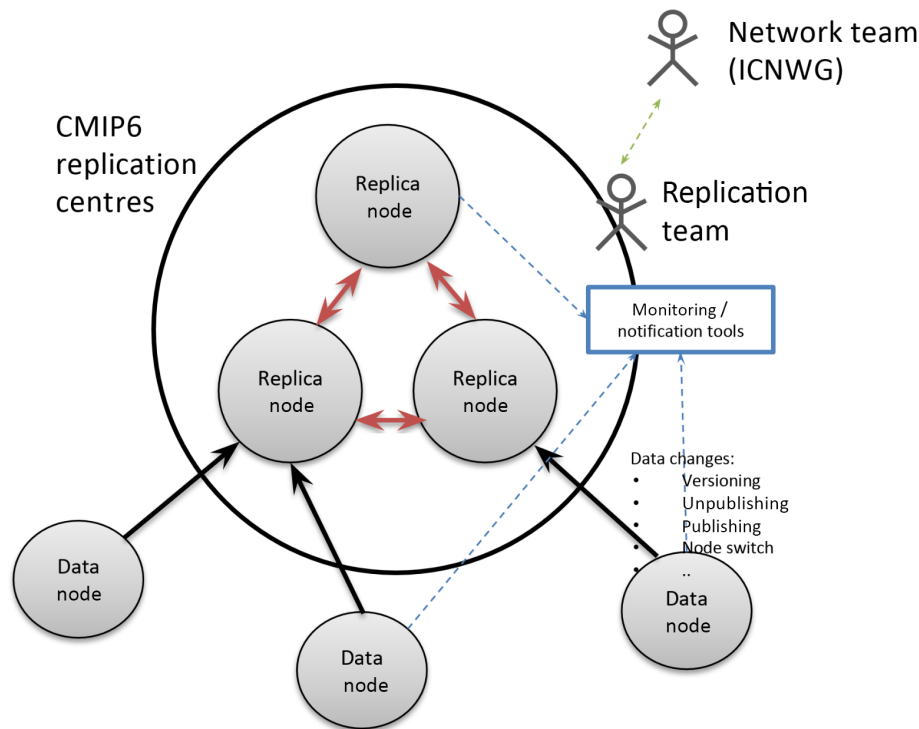 Network team
(ICNWG)
CMIP6
replication
centres
Replica
node
Replication
team
Monitoring /
notification tools
Replica
node
Replica
node
Data changes:
• Versioning
• Unpublishing
• Publishing
• Node switch
• ..
Data
node
Data
node
Data
node